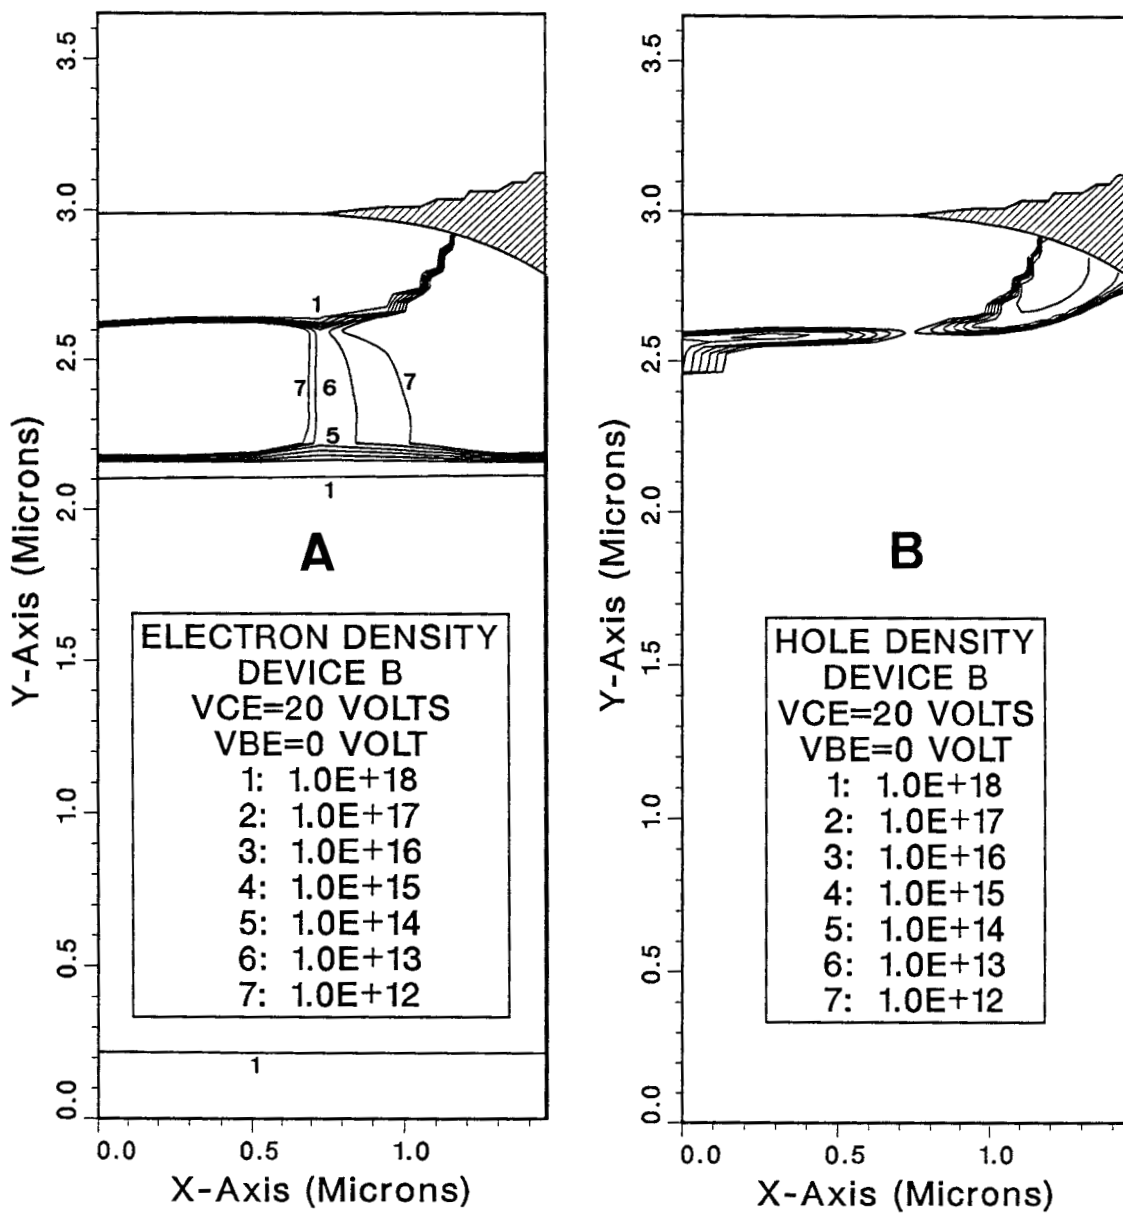 3.5
3.0
2.5
2.0
1.5
1.0
0.5
0.0
Y-Axis (Microns)
1
7
6
7
5
1
A
ELECTRON DENSITY
DEVICE B
VCE=20 VOLTS
VBE=0 VOLT
1: 1.0E+18
2: 1.0E+17
3: 1.0E+16
4: 1.0E+15
5: 1.0E+14
6: 1.0E+13
7: 1.0E+12
1
0.0 0.5 1.0
X-Axis (Microns)
3.5
3.0
2.5
2.0
1.5
1.0
0.5
0.0
Y-Axis (Microns)
B
HOLE DENSITY
DEVICE B
VCE=20 VOLTS
VBE=0 VOLT
1: 1.0E+18
2: 1.0E+17
3: 1.0E+16
4: 1.0E+15
5: 1.0E+14
6: 1.0E+13
7: 1.0E+12
0.0 0.5 1.0
X-Axis (Microns)